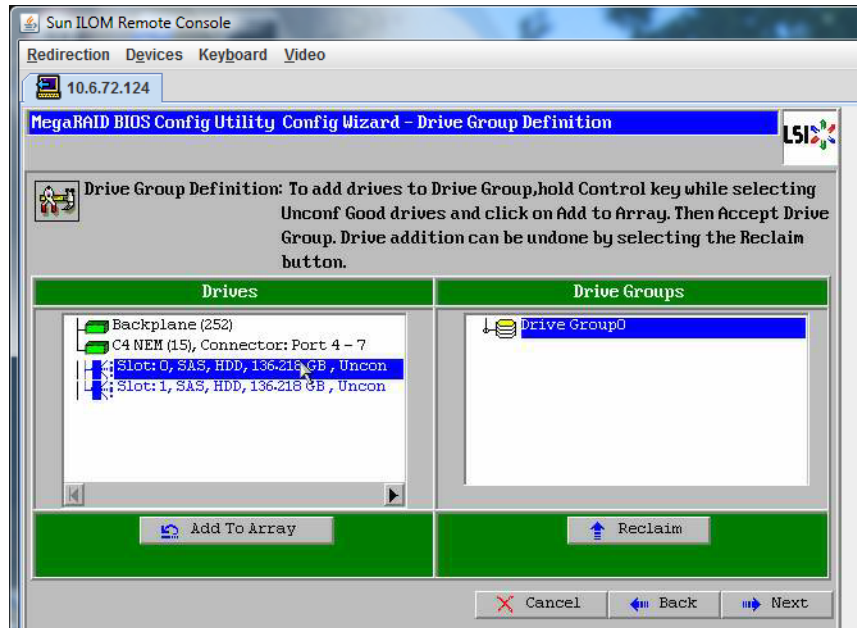 Sun ILOM Remote Console
Redirection Devices Keyboard Video
10.6.72.124
MegaRAID BIOS Config Utility Config Wizard – Drive Group Definition
LSI
Drive Group Definition: To add drives to Drive Group,hold Control key while selecting
Unconf Good drives and click on Add to Array. Then Accept Drive
Group. Drive addition can be undone by selecting the Reclaim
button.
Drives
Drive Groups
Backplane (252)
C4 NEM (15), Connector: Port 4 – 7
Slot: 0, SAS, HDD, 136.218 GB , Uncon
Slot: 1, SAS, HDD, 136.218 GB , Uncon
Drive Group0
Add To Array
Reclaim
Cancel
Back
Next